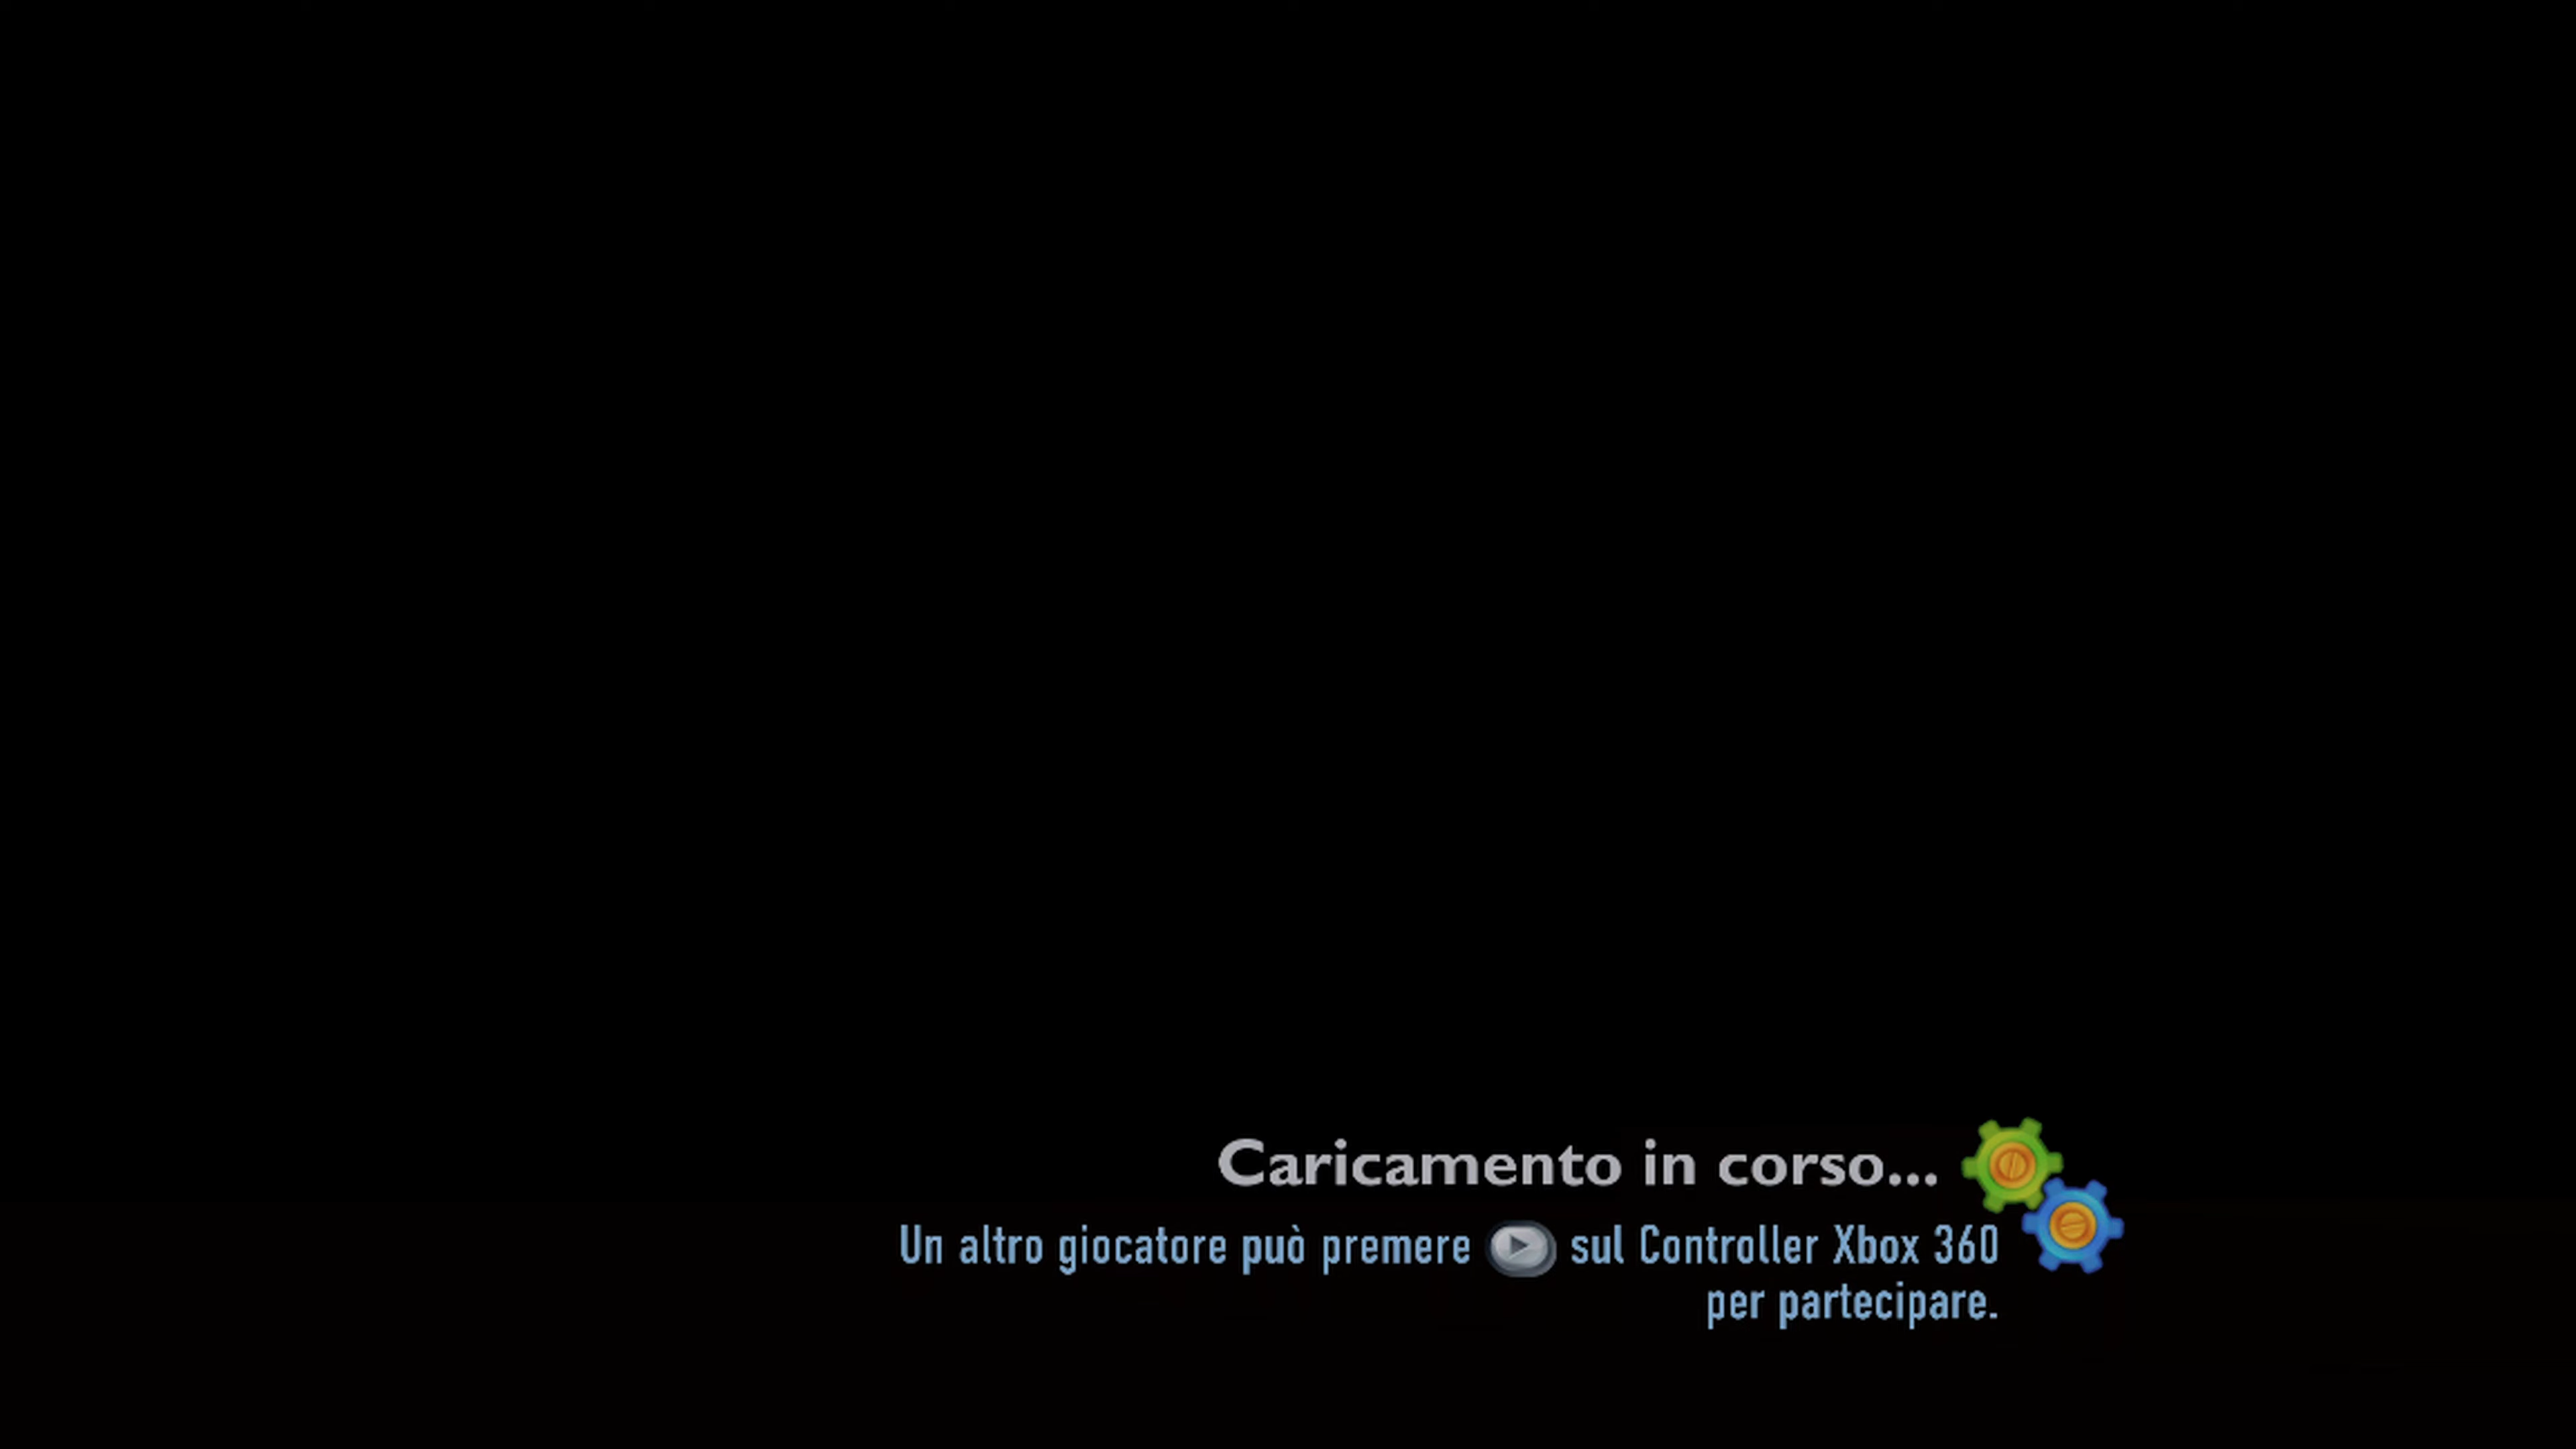 Caricamento in corso...
Un altro giocatore può premere sul Controller Xbox 360
per partecipare.